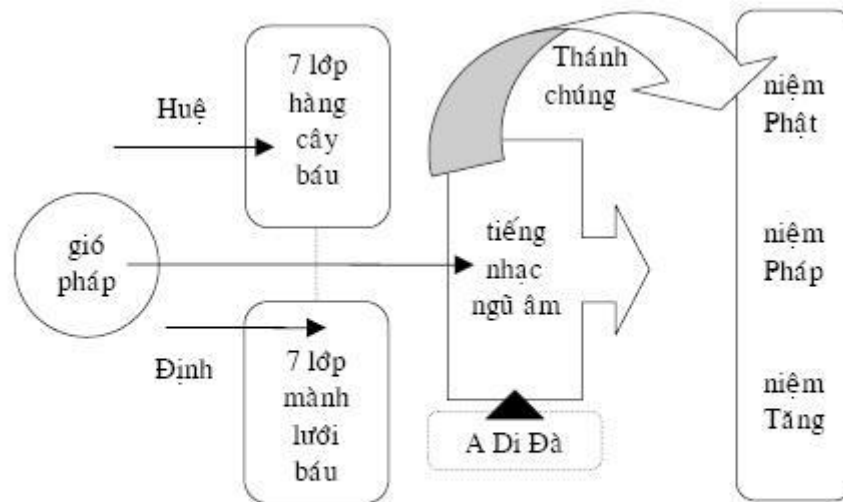 Huệ
gió
pháp
Định
7 lớp
hàng
cây
báu
7 lớp
mành
lưới
báu
tiếng
nhạc
ngũ âm
A Di Đà
Thánh
chúng
niệm
Phật
niệm
Pháp
niệm
Tăng